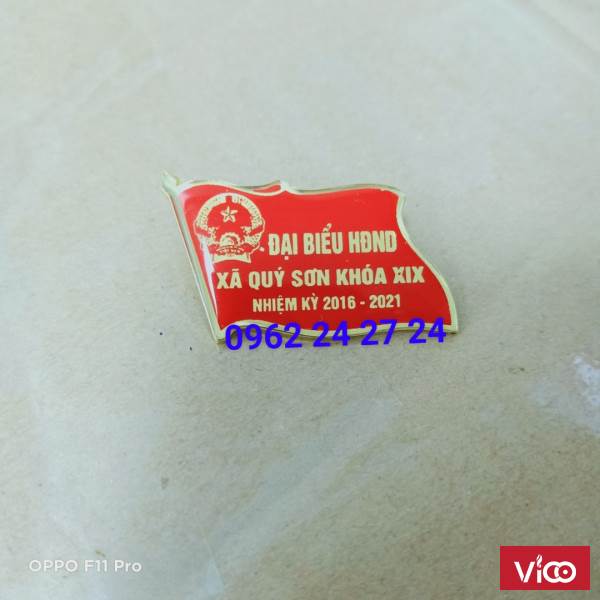 ĐẠI BIỂU HĐND
XÃ QUÝ SƠN KHÓA XIX
NHIỆM KỲ 2016 - 2021
0962 24 27 24
OPPO F11 Pro
Vioo